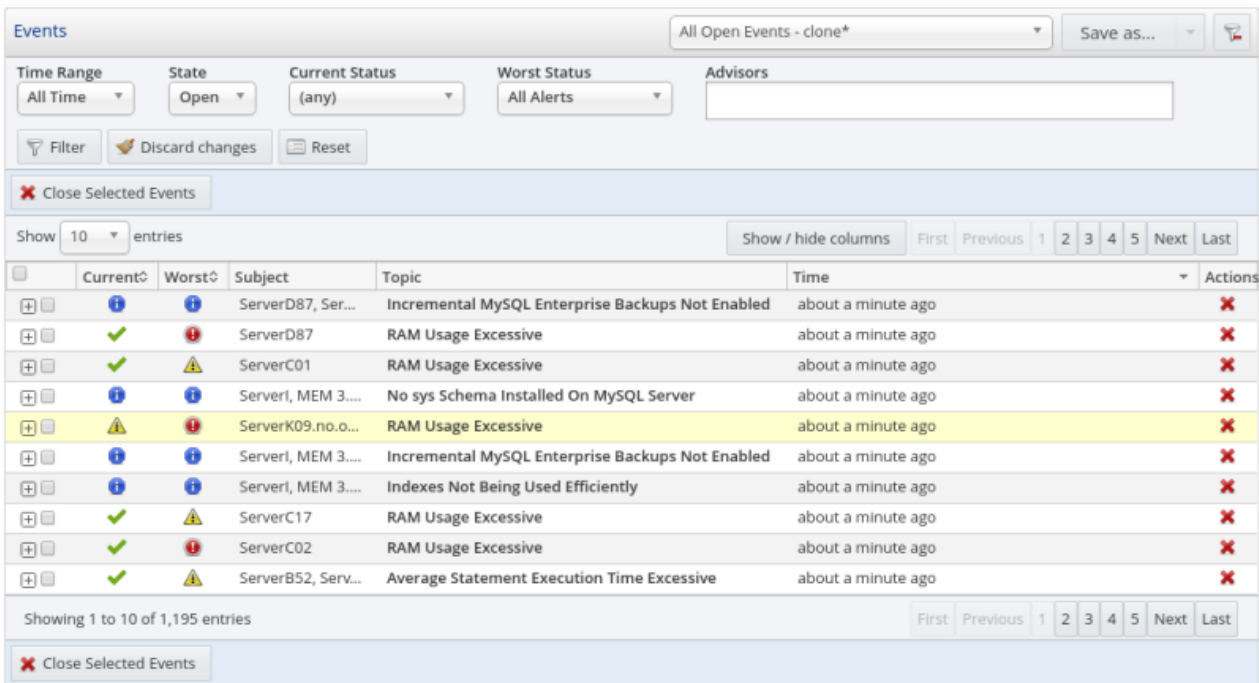 Events All Open Events - clone* Save as...
Time Range State Current Status Worst Status Advisors
All Time Open (any) All Alerts
Filter Discard changes Reset
Close Selected Events
Show 10 entries Show / hide columns First Previous 1 2 3 4 5 Next Last
Current Worst Subject Topic Time Actions
ServerD87, Ser... Incremental MySQL Enterprise Backups Not Enabled about a minute ago
ServerD87 RAM Usage Excessive about a minute ago
ServerC01 RAM Usage Excessive about a minute ago
ServerI, MEM 3.... No sys Schema Installed On MySQL Server about a minute ago
ServerK09.no.o... RAM Usage Excessive about a minute ago
ServerI, MEM 3.... Incremental MySQL Enterprise Backups Not Enabled about a minute ago
ServerI, MEM 3.... Indexes Not Being Used Efficiently about a minute ago
ServerC17 RAM Usage Excessive about a minute ago
ServerC02 RAM Usage Excessive about a minute ago
ServerB52, Serv... Average Statement Execution Time Excessive about a minute ago
Showing 1 to 10 of 1,195 entries First Previous 1 2 3 4 5 Next Last
Close Selected Events